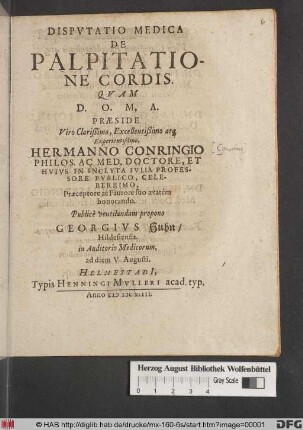 DISPVTATIO MEDICA
DE
PALPITATIO-
NE CORDIS.
QVAM
D. O. M. A.
PRÆSIDE
Viro Clarissimo, Excellentissimo atq;
Experientissimo,
HERMANNO CONRINGIO
PHILOS. AC MED. DOCTORE, ET
HVIVS IN INCLYTA IVLIA PROFES-
SORE PVBLICO, CELE-
BERRIMO,
Præceptore ac Fautore suo ætatem
honorando.
Publicè ventilandam propono
GEORGIVS Huhn/
Hildesiensis.
in Auditorio Medicorum,
ad diem V. Augusti.
HELMESTADI,
Typis HENNINGI MVLLERI acad. typ.
ANNO
Herzog August Bibliothek Wolfenbüttel
Gray Scale
© HAB http://diglib.hab.de/drucke/mx-160-6s/start.htm?image=00001
DFG